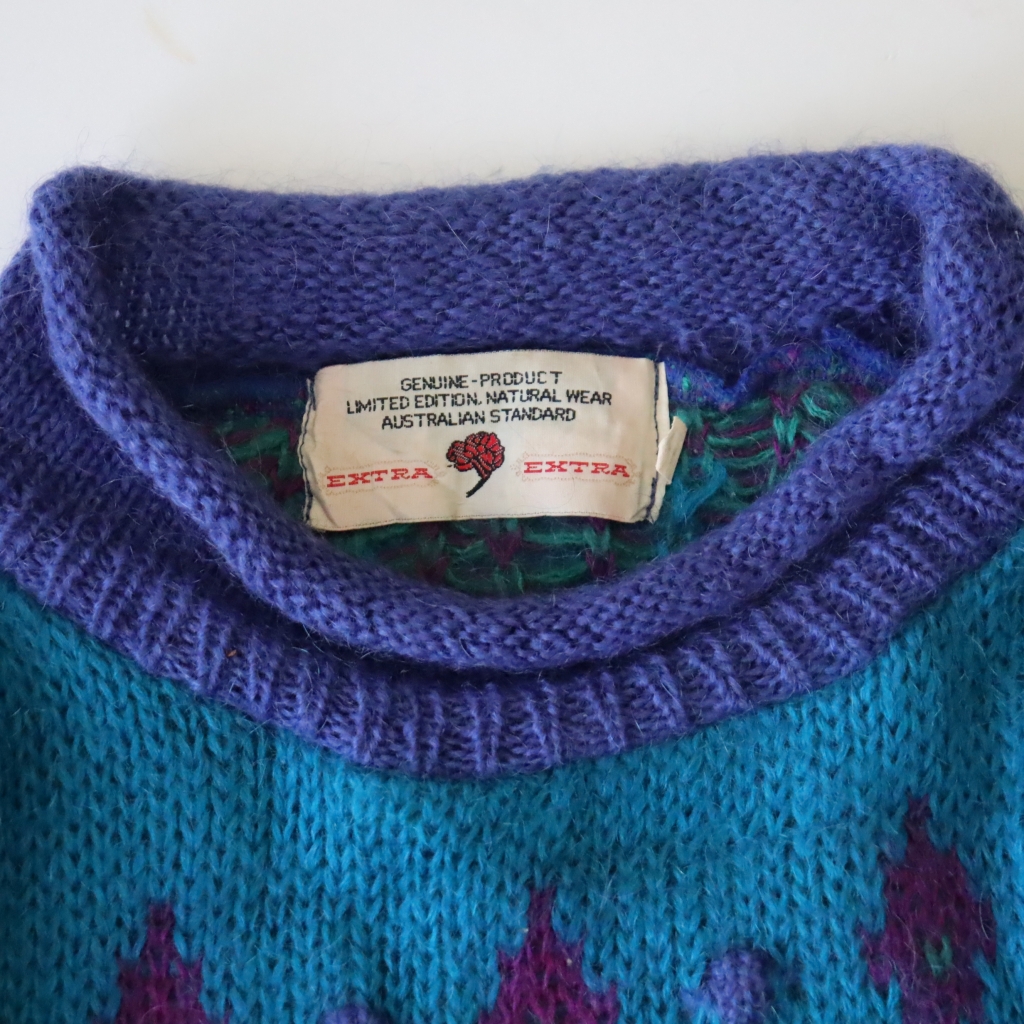 GENUINE-PRODUCT
LIMITED EDITION, NATURAL WEAR
AUSTRALIAN STANDARD
EXTRA EXTRA